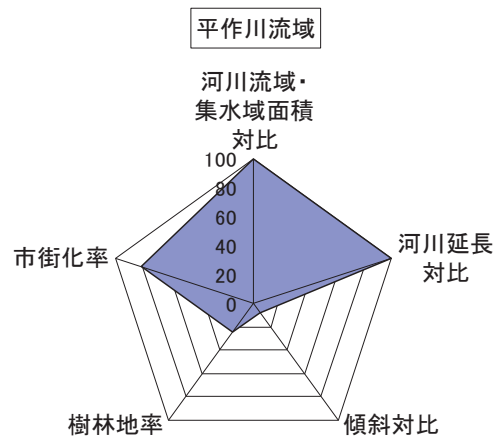 平作川流域
河川流域・
集水域面積
対比
100
80
60
40
20
0
河川延長
対比
傾斜対比
樹林地率
市街化率